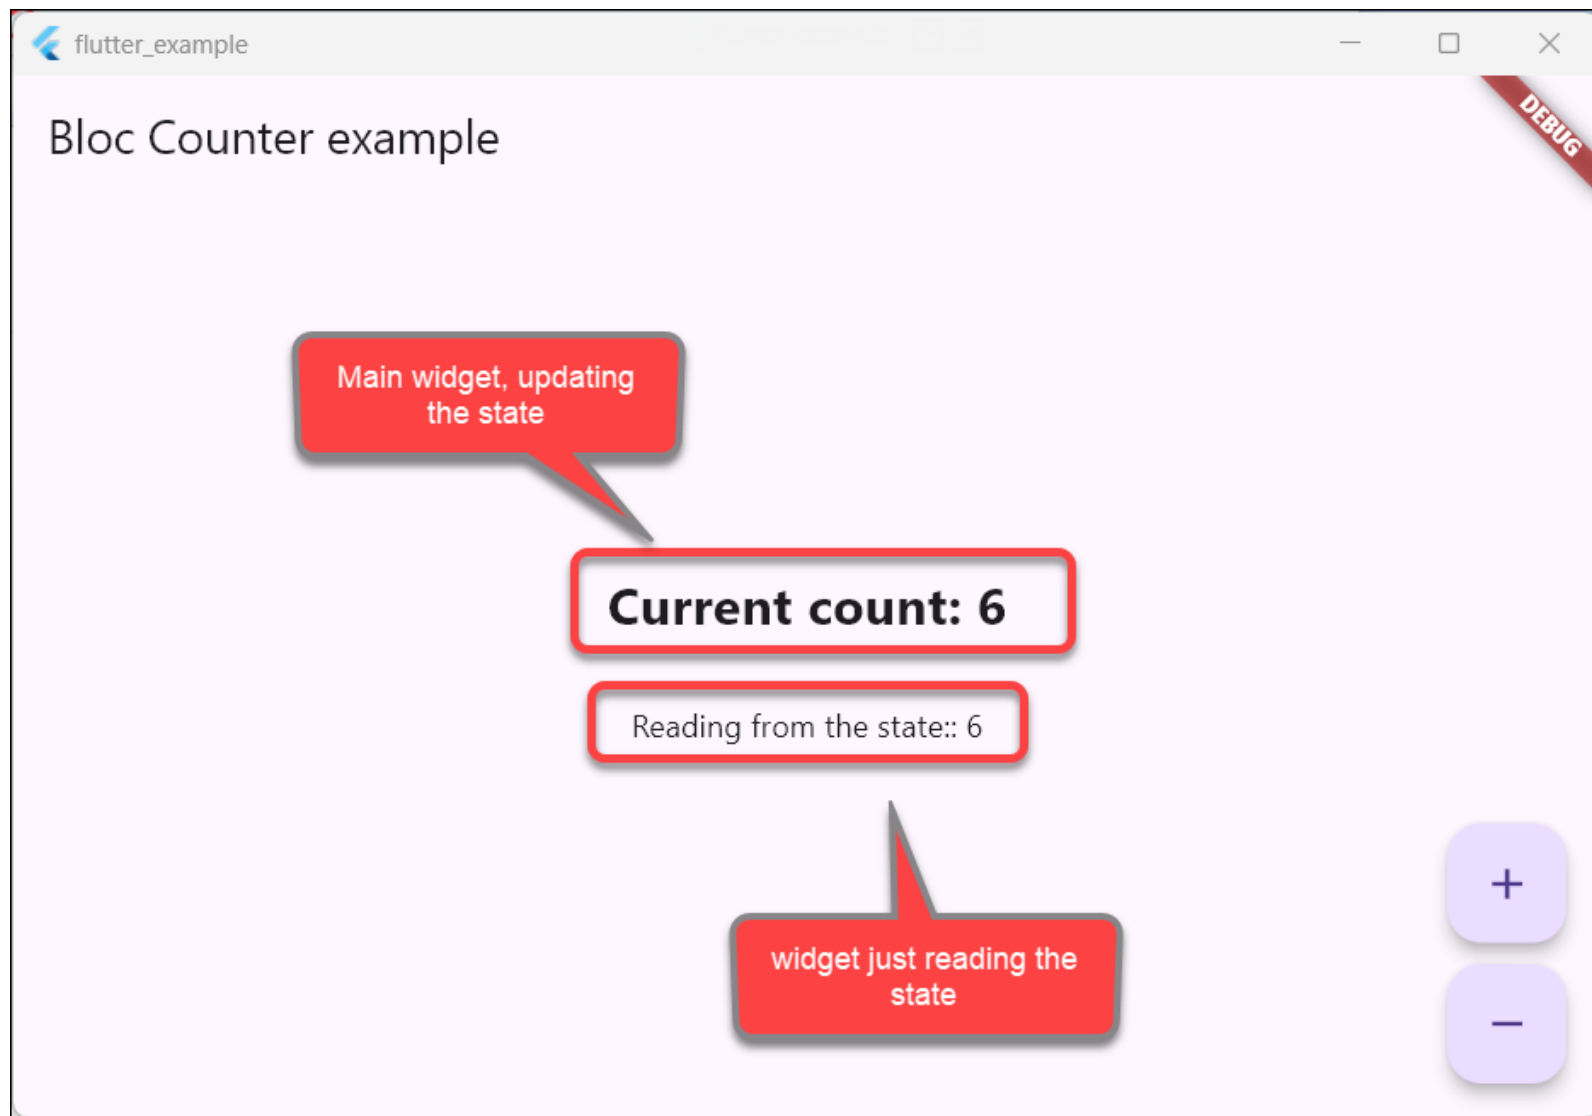 flutter_example
DEBUG
Bloc Counter example
Main widget, updating
the state
Current count: 6
Reading from the state:: 6
widget just reading the
state
+
−